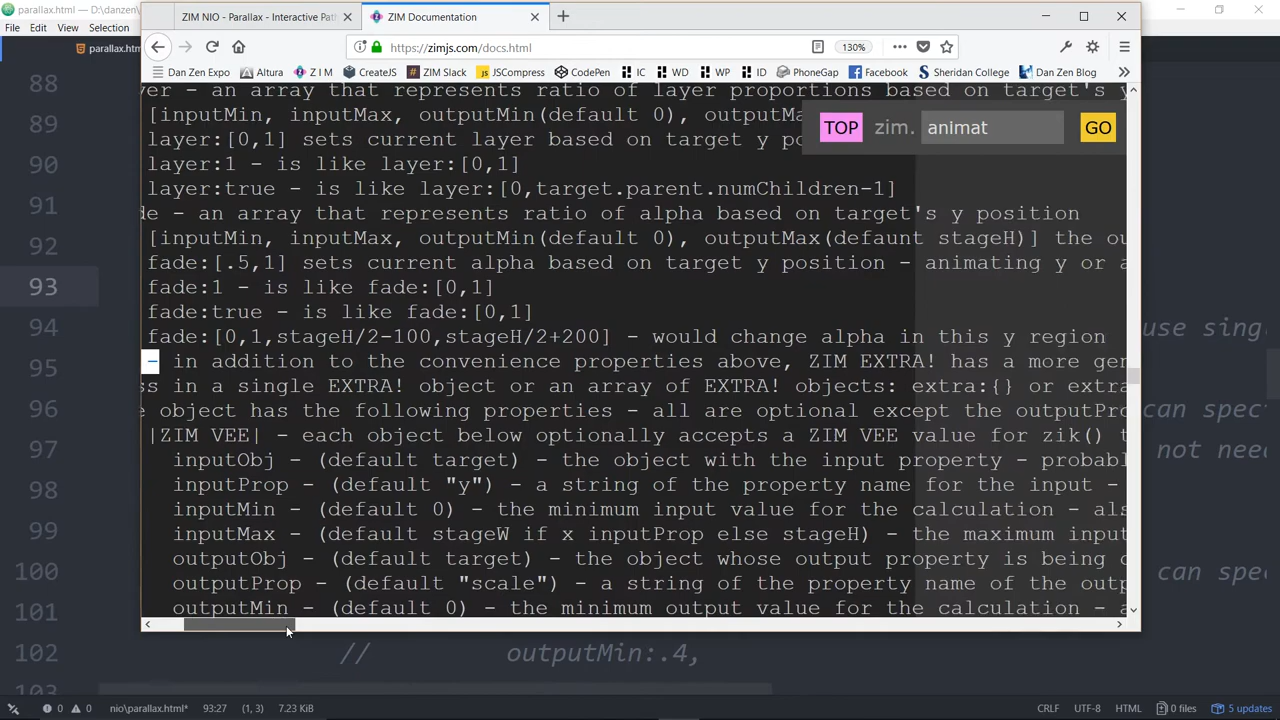 File Edit View Selection
D:\danzen
parallax.htm
ZIM NIO - Parallax - Interactive Pat
ZIM Documentation
https://zimjs.com/docs.html
130%
Dan Zen Expo Altura Z I M CreateJS ZIM Slack JSCompress CodePen IC WD WP ID PhoneGap Facebook Sheridan College Dan Zen Blog
TOP zim. animat GO
yer - an array that represents ratio of layer proportions based on target's y
[inputMin, inputMax, outputMin(default 0), outputMa
layer:[0,1] sets current layer based on target y po
layer:1 - is like layer:[0,1]
layer:true - is like layer:[0,target.parent.numChildren-1]
de - an array that represents ratio of alpha based on target's y position
[inputMin, inputMax, outputMin(default 0), outputMax(defaunt stageH)] the ou
fade:[.5,1] sets current alpha based on target y position - animating y or a
fade:1 - is like fade:[0,1]
fade:true - is like fade:[0,1]
fade:[0,1,stageH/2-100,stageH/2+200] - would change alpha in this y region
- in addition to the convenience properties above, ZIM EXTRA! has a more gen
ss in a single EXTRA! object or an array of EXTRA! objects: extra:{} or extra
e object has the following properties - all are optional except the outputPro
|ZIM VEE| - each object below optionally accepts a ZIM VEE value for zik() t
inputObj - (default target) - the object with the input property - probabl
inputProp - (default "y") - a string of the property name for the input -
inputMin - (default 0) - the minimum input value for the calculation - als
inputMax - (default stageW if x inputProp else stageH) - the maximum input
outputObj - (default target) - the object whose output property is being c
outputProp - (default "scale") - a string of the property name of the outp
outputMin - (default 0) - the minimum output value for the calculation - a
88
89
90
91
92
93
94 use sing
95
96 can spec
97 not nee
98
99
100 can spec
101
102 // outputMin:.4,
103
0 0 nio\parallax.html* 93:27 (1, 3) 7.23 KiB CRLF UTF-8 HTML 0 files 5 updates